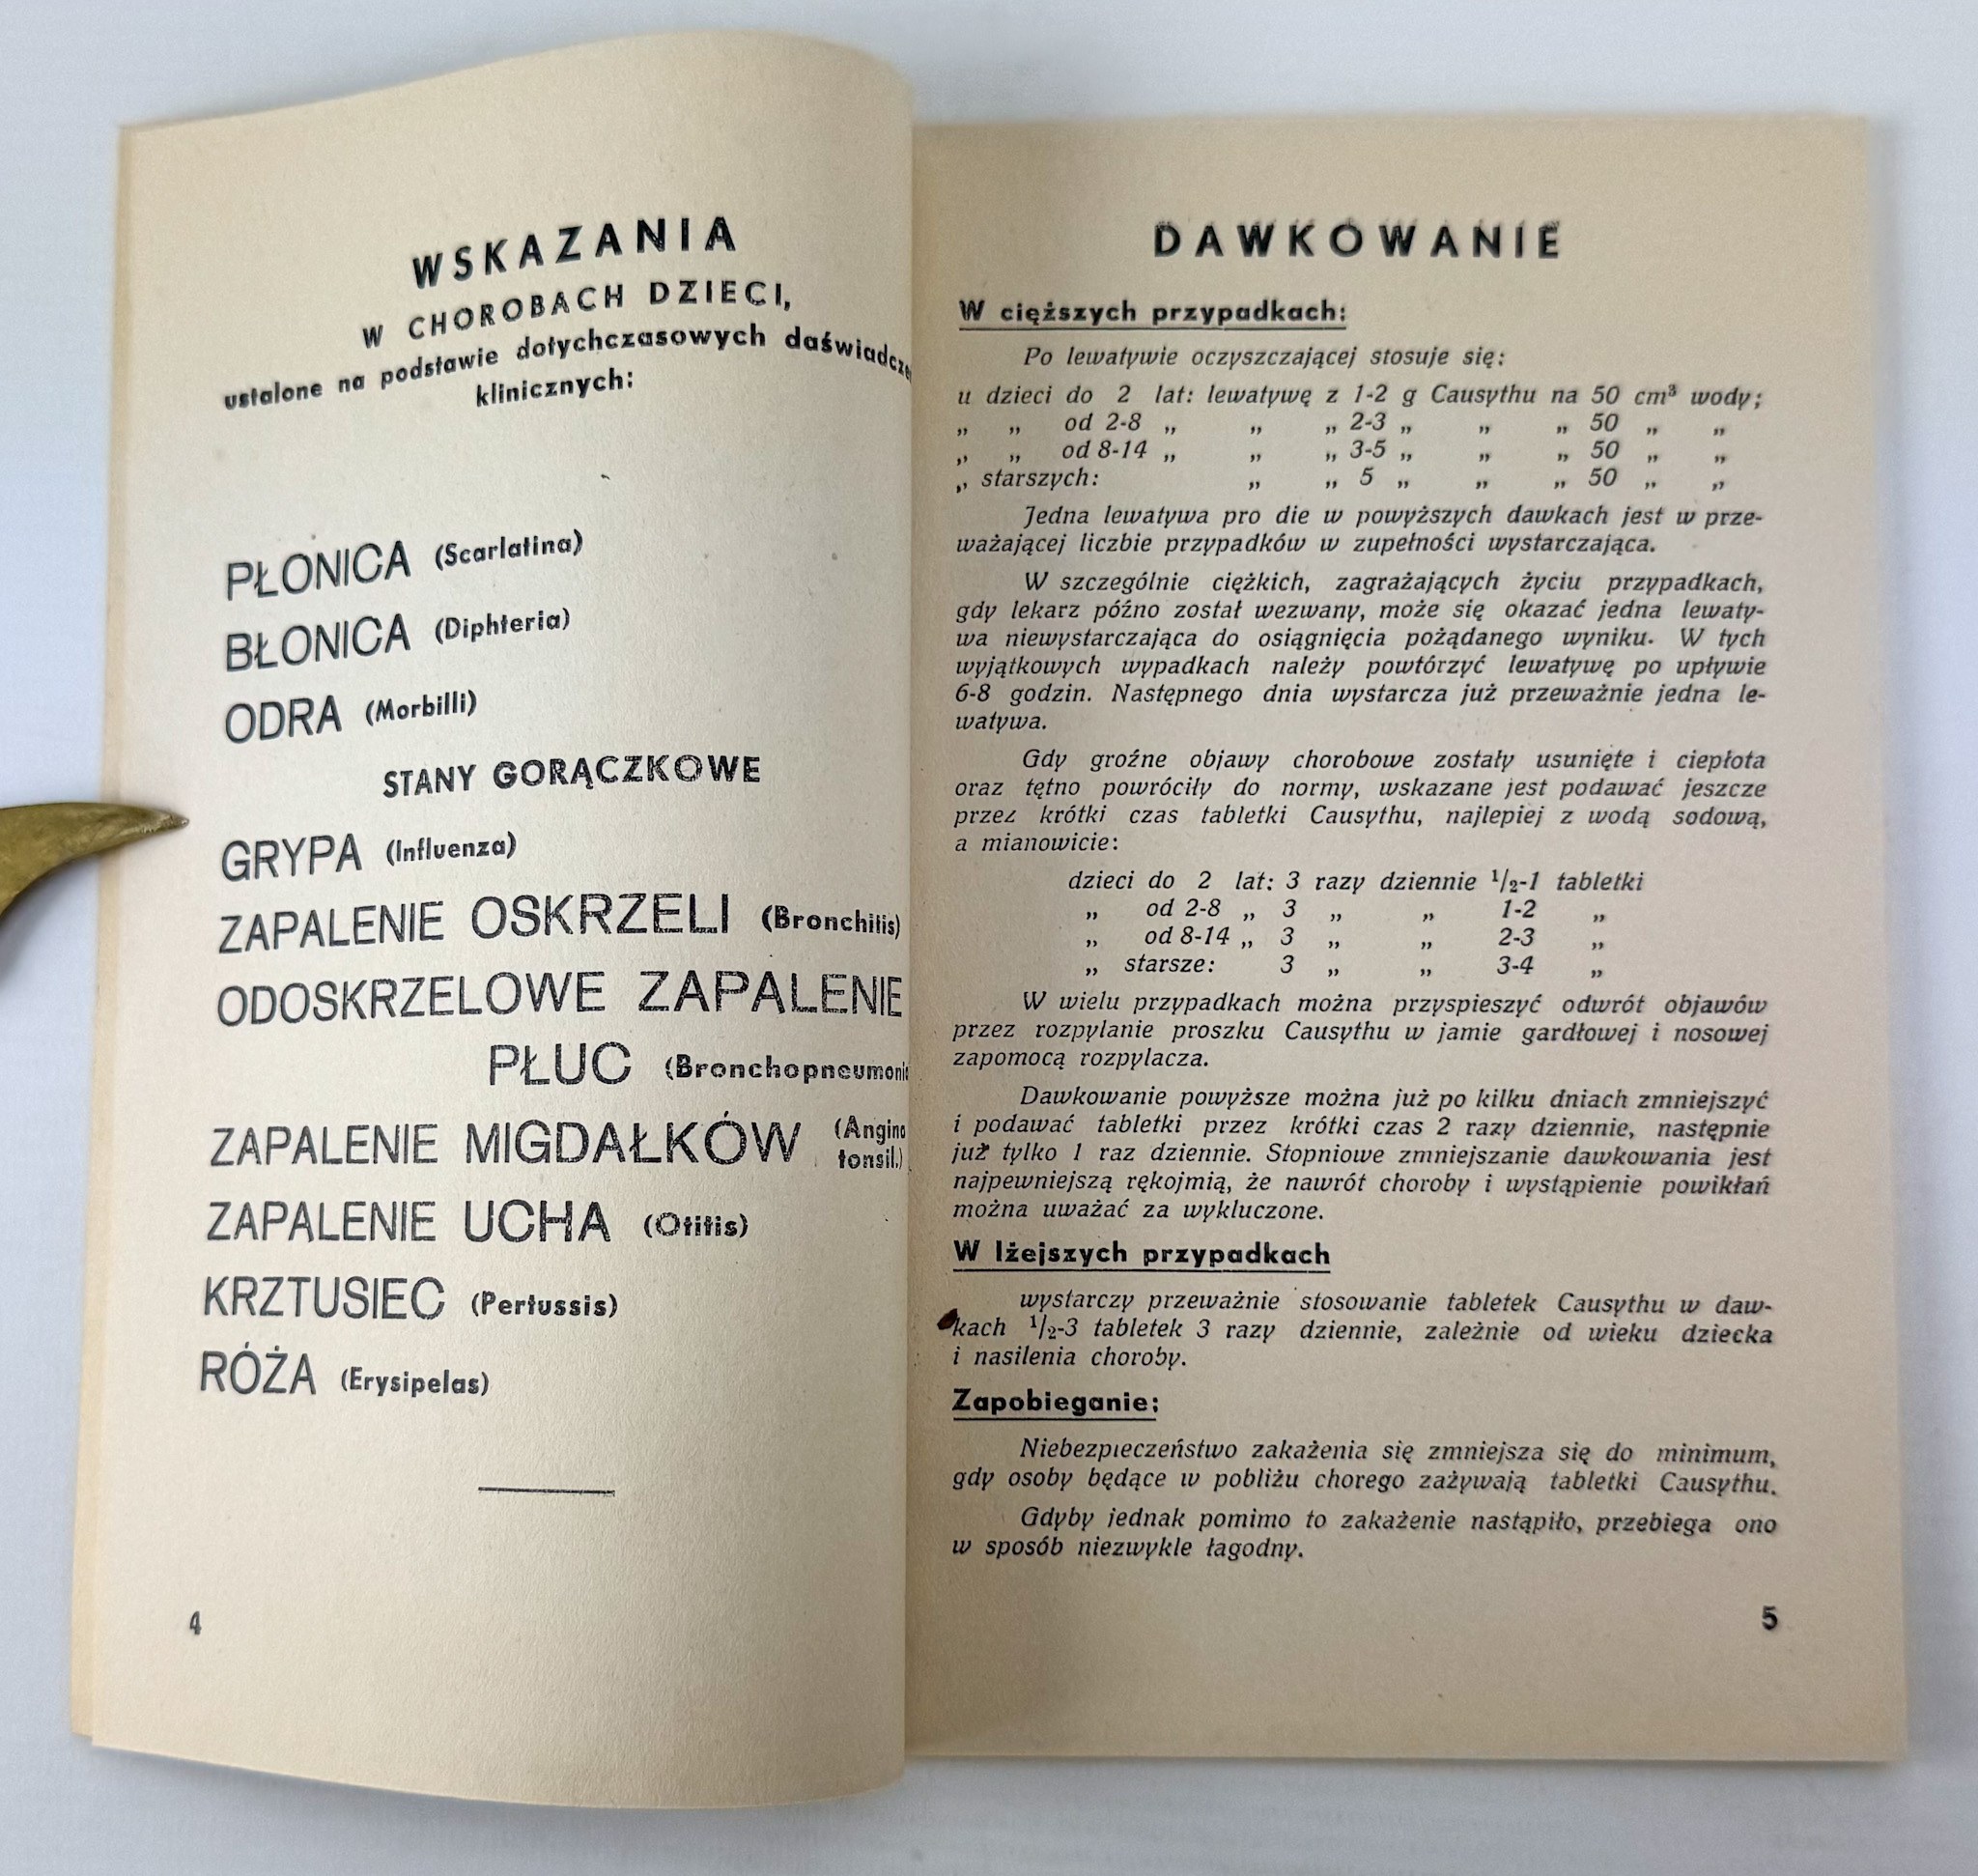 WSKAZANIA
W CHOROBACH DZIECI,
ustalone na podstawie dotychczasowych
klinicznych:
PŁONICA (Scarlatina)
BŁONICA (Diphteria)
ODRA (Morbilli)
STANY GORĄCZKOWE
GRYPA (Influenza)
ZAPALENIE OSKRZELI (Bronchitis)
ODOSKRZELOWE ZAPALENIE
PŁUC (Bronchopneumoni
ZAPALENIE MIGDAŁKÓW (Angina
tonsil.)
ZAPALENIE UCHA (Otitis)
KRZTUSIEC (Pertussis)
RÓŻA (Erysipelas)
4
DAWKOWANIE
W cięższych przypadkach:
Po lewatywie oczyszczającej stosuje się:
u dzieci do 2 lat: lewatywę z 1-2 g Causythu na 50 cm³ wody;
„ „ od 2-8 „ „ „ 2-3 „ „ „ 50 „ „
„ „ od 8-14 „ „ „ 3-5 „ „ „ 50 „ „
„ starszych: „ „ 5 „ „ „ 50 „ „
Jedna lewatywa pro die w powyższych dawkach jest w prze-
ważającej liczbie przypadków w zupełności wystarczająca.
W szczególnie ciężkich, zagrażających życiu przypadkach,
gdy lekarz późno został wezwany, może się okazać jedna lewaty-
wa niewystarczająca do osiągnięcia pożądanego wyniku. W tych
wyjątkowych wypadkach należy powtórzyć lewatywę po upływie
6-8 godzin. Następnego dnia wystarcza już przeważnie jedna le-
watywa.
Gdy groźne objawy chorobowe zostały usunięte i ciepłota
oraz tętno powróciły do normy, wskazane jest podawać jeszcze
przez krótki czas tabletki Causythu, najlepiej z wodą sodową,
a mianowicie:
dzieci do 2 lat: 3 razy dziennie ½-1 tabletki
„ od 2-8 „ 3 „ „ 1-2 „
„ od 8-14 „ 3 „ „ 2-3 „
„ starsze: 3 „ „ 3-4 „
W wielu przypadkach można przyspieszyć odwrót objawów
przez rozpylanie proszku Causythu w jamie gardłowej i nosowej
zapomocą rozpylacza.
Dawkowanie powyższe można już po kilku dniach zmniejszyć
i podawać tabletki przez krótki czas 2 razy dziennie, następnie
już tylko 1 raz dziennie. Stopniowe zmniejszanie dawkowania jest
najpewniejszą rękojmią, że nawrót choroby i wystąpienie powikłań
można uważać za wykluczone.
W lżejszych przypadkach
wystarczy przeważnie stosowanie tabletek Causythu w daw-
kach ½-3 tabletek 3 razy dziennie, zależnie od wieku dziecka
i nasilenia choroby.
Zapobieganie:
Niebezpieczeństwo zakażenia się zmniejsza się do minimum,
gdy osoby będące w pobliżu chorego zażywają tabletki Causythu.
Gdyby jednak pomimo to zakażenie nastąpiło, przebiega ono
w sposób niezwykle łagodny.
5